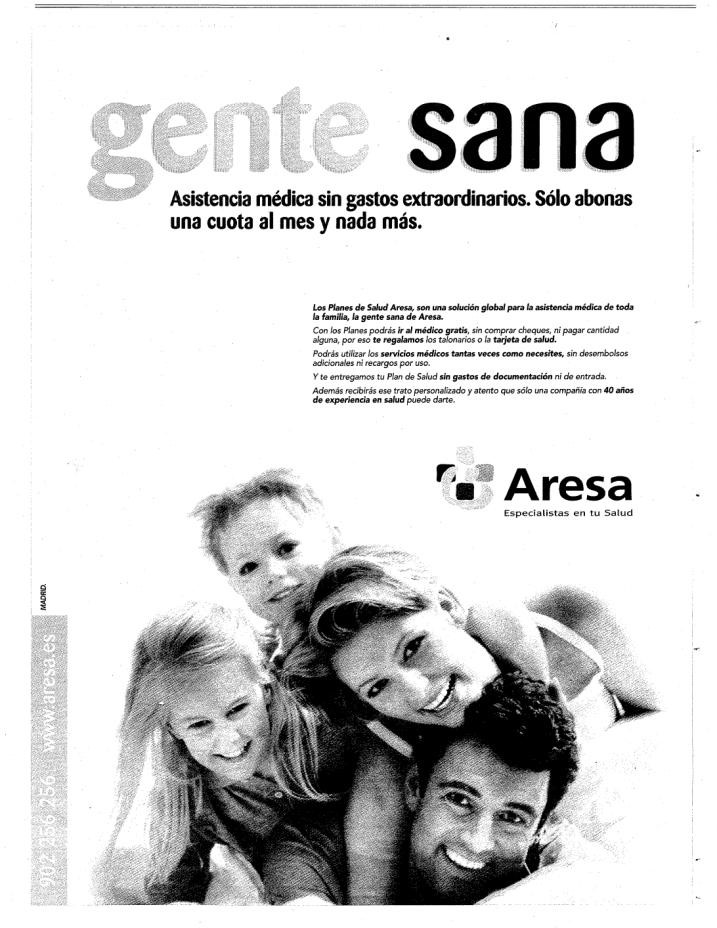 gente sana
Asistencia médica sin gastos extraordinarios. Sólo abonas
una cuota al mes y nada más.
Los Planes de Salud Aresa, son una solución global para la asistencia médica de toda
la familia, la gente sana de Aresa.
Con los Planes podrás ir al médico gratis, sin comprar cheques, ni pagar cantidad
alguna, por eso te regalamos los talonarios o la tarjeta de salud.
Podrás utilizar los servicios médicos tantas veces como necesites, sin desembolsos
adicionales ni recargos por uso.
Y te entregamos tu Plan de Salud sin gastos de documentación ni de entrada.
Además recibirás ese trato personalizado y atento que sólo una compañía con 40 años
de experiencia en salud puede darte.
Aresa
Especialistas en tu Salud
MADRID.
902 256 256 www.aresa.es